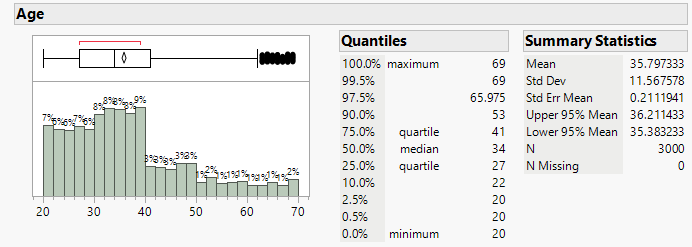 Age
20 30 40 50 60 70
Quantiles
100.0% maximum 69
99.5% 69
97.5% 65.975
90.0% 53
75.0% quartile 41
50.0% median 34
25.0% quartile 27
10.0% 22
2.5% 20
0.5% 20
0.0% minimum 20
Summary Statistics
Mean 35.797333
Std Dev 11.567578
Std Err Mean 0.2111941
Upper 95% Mean 36.211433
Lower 95% Mean 35.383233
N 3000
N Missing 0